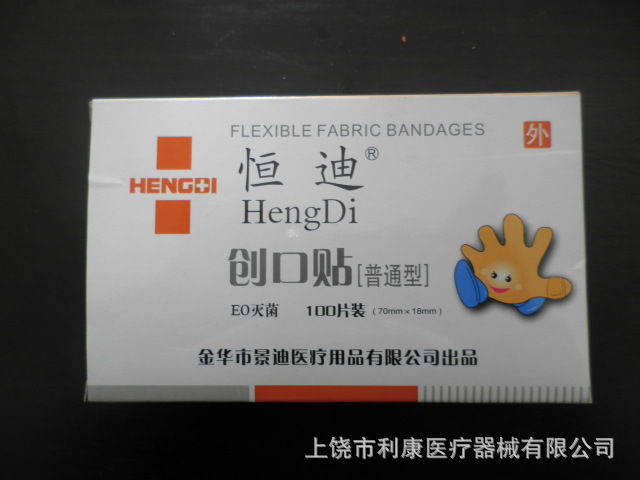 FLEXIBLE FABRIC BANDAGES
外
HENGDI
恒迪®
HengDi
创口贴[普通型]
EO灭菌 100片装 (70mm×18mm)
金华市景迪医疗用品有限公司出品
上饶市利康医疗器械有限公司